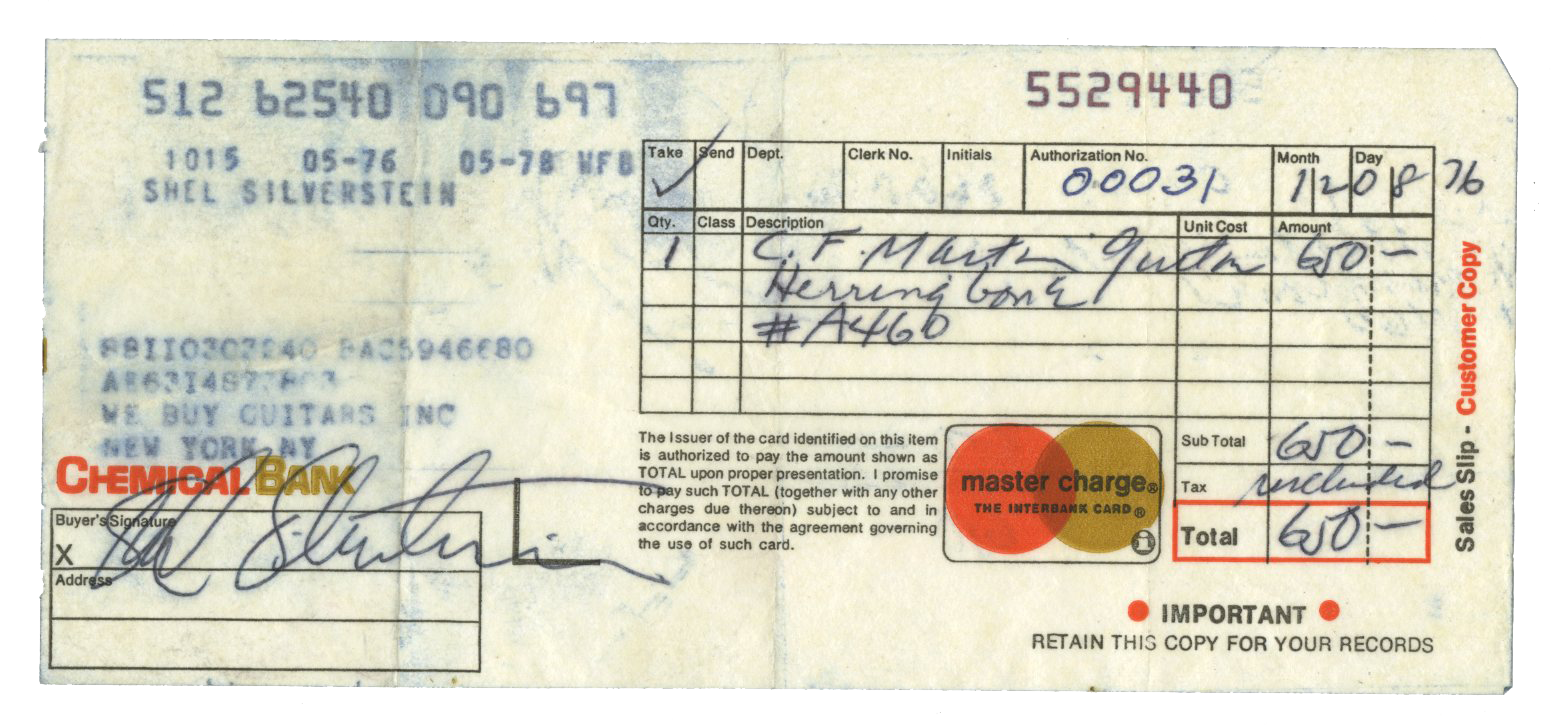 512 62540 090 697
5529440
1015 05-76 05-78 WFB
SHEL SILVERSTEIN
Take Send Dept. Clerk No. Initials Authorization No. Month Day
✓ 00031 12 08 76
Qty. Class Description Unit Cost Amount
1 C.F. Martin Guitar 650 —
Herringbone
#A460
WE BUY GUITARS INC
NEW YORK NY
CHEMICAL BANK
Buyer's Signature
X Shel Silverstein
Address
The Issuer of the card identified on this item
is authorized to pay the amount shown as
TOTAL upon proper presentation. I promise
to pay such TOTAL (together with any other
charges due thereon) subject to and in
accordance with the agreement governing
the use of such card.
master charge®
THE INTERBANK CARD®
Sub Total 650 —
Tax included
Total 650 —
Sales Slip - Customer Copy
IMPORTANT
RETAIN THIS COPY FOR YOUR RECORDS